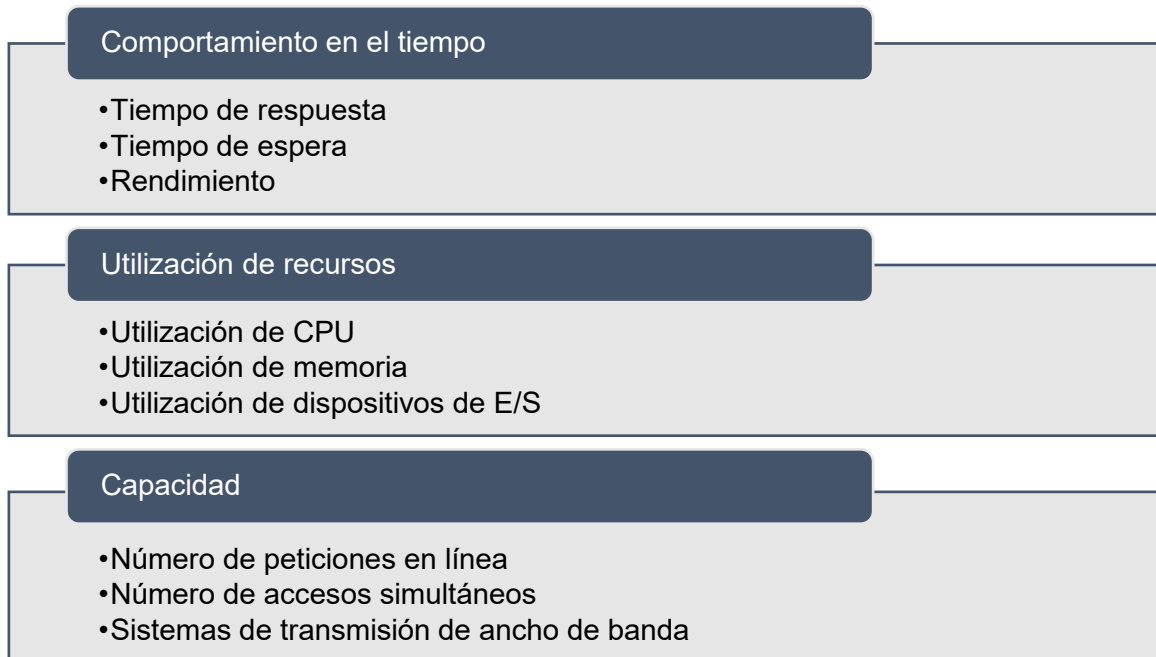 Comportamiento en el tiempo
•Tiempo de respuesta
•Tiempo de espera
•Rendimiento
Utilización de recursos
•Utilización de CPU
•Utilización de memoria
•Utilización de dispositivos de E/S
Capacidad
•Número de peticiones en línea
•Número de accesos simultáneos
•Sistemas de transmisión de ancho de banda